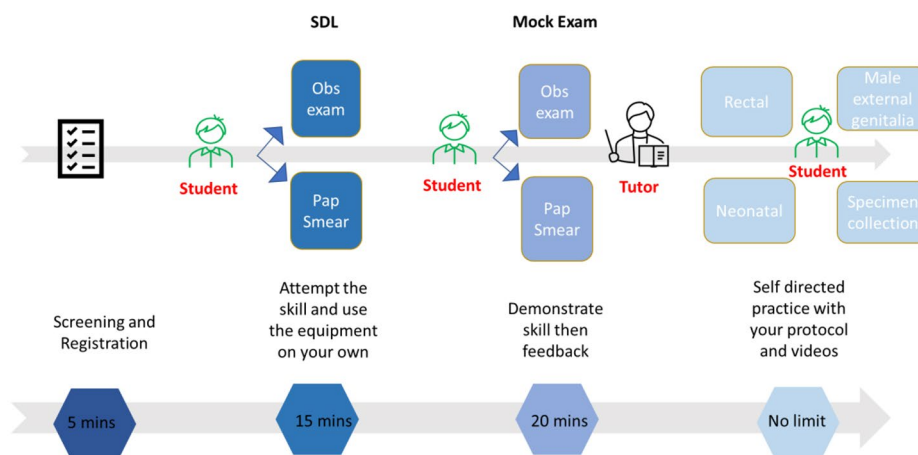 SDL
Mock Exam
Obs
exam
Obs
exam
Rectal
Male
external
genitalia
Student
Student
Tutor
Student
Pap
Smear
Pap
Smear
Neonatal
Specimen
collection
Screening and
Registration
Attempt the
skill and use
the equipment
on your own
Demonstrate
skill then
feedback
Self directed
practice with
your protocol
and videos
5 mins
15 mins
20 mins
No limit